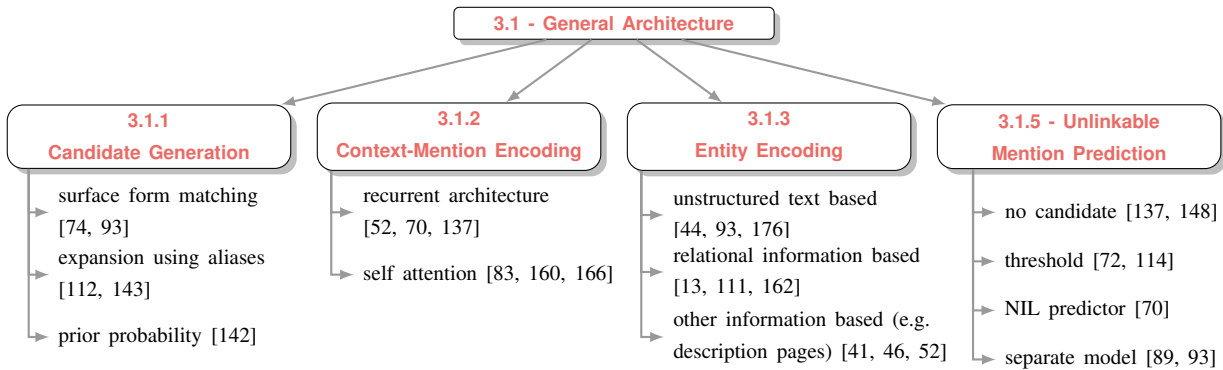 3.1 - General Architecture
3.1.1
Candidate Generation
surface form matching
[74, 93]
expansion using aliases
[112, 143]
prior probability [142]
3.1.2
Context-Mention Encoding
recurrent architecture
[52, 70, 137]
self attention [83, 160, 166]
3.1.3
Entity Encoding
unstructured text based
[44, 93, 176]
relational information based
[13, 111, 162]
other information based (e.g.
description pages) [41, 46, 52]
3.1.5 - Unlinkable
Mention Prediction
no candidate [137, 148]
threshold [72, 114]
NIL predictor [70]
separate model [89, 93]